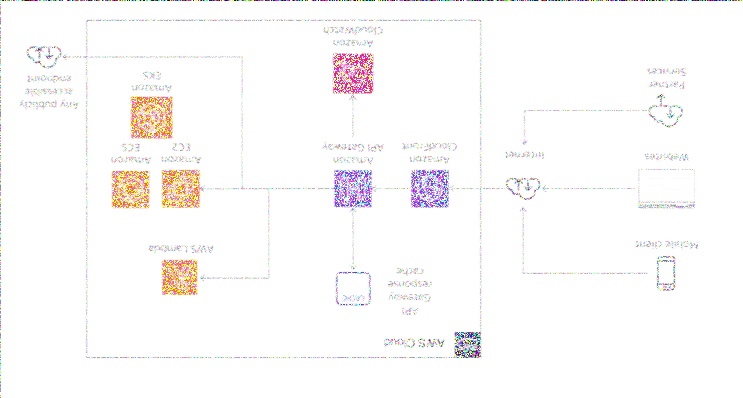 AWS Cloud
API
Gateway
response
cache
Mobile client
AWS Lambda
Websites
Internet
Amazon
CloudFront
Amazon
API Gateway
Amazon
EC2
Amazon
ECS
Amazon
EKS
Partner
Services
Amazon
CloudWatch
Any publicly
accessible
endpoint